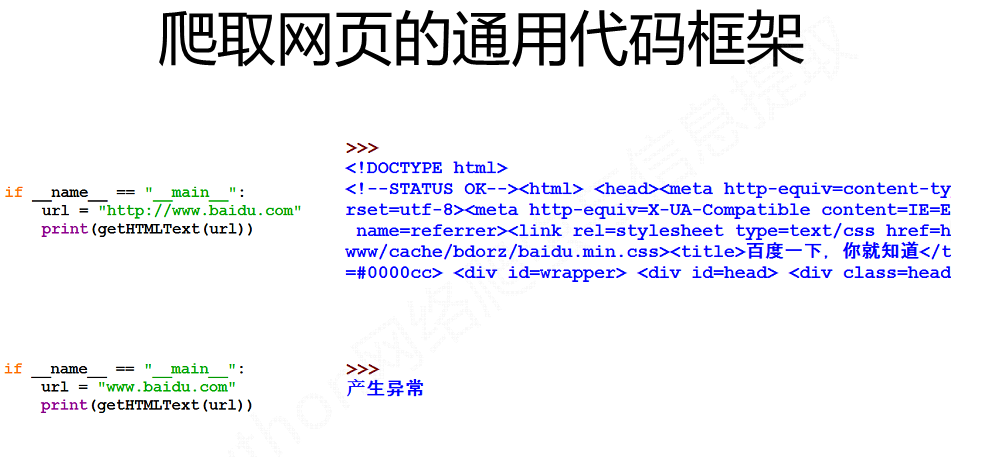 爬取网页的通用代码框架
if __name__ == "__main__":
url = "http://www.baidu.com"
print(getHTMLText(url))
>>>
<!DOCTYPE html>
<!--STATUS OK--><html> <head><meta http-equiv=content-ty
rset=utf-8><meta http-equiv=X-UA-Compatible content=IE=E
name=referrer><link rel=stylesheet type=text/css href=h
www/cache/bdorz/baidu.min.css><title>百度一下，你就知道</t
=#0000cc> <div id=wrapper> <div id=head> <div class=head
if __name__ == "__main__":
url = "www.baidu.com"
print(getHTMLText(url))
>>>
产生异常